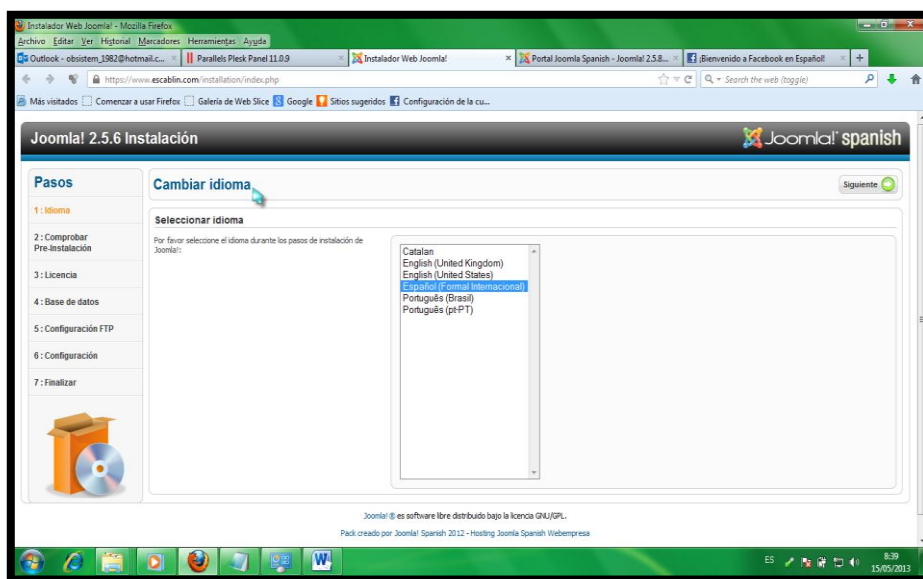 Instalador Web Joomla! - Mozilla Firefox
Archivo Editar Ver Historial Marcadores Herramientas Ayuda
Outlook - obsistem_1982@hotmail.c... Parallels Plesk Panel 11.0.9 Instalador Web Joomla! Portal Joomla Spanish - Joomla! 2.5.8... ¡Bienvenido a Facebook en Español!
https://www.escablin.com/installation/index.php Search the web (toggle)
Más visitados Comenzar a usar Firefox Galería de Web Slice Google Sitios sugeridos Configuración de la cu...
Joomla! 2.5.6 Instalación
Joomla! spanish
Pasos
1 : Idioma
2 : Comprobar
Pre-Instalación
3 : Licencia
4 : Base de datos
5 : Configuración FTP
6 : Configuración
7 : Finalizar
Cambiar idioma
Siguiente
Seleccionar idioma
Por favor seleccione el idioma durante los pasos de instalación de
Joomla!:
Catalan
English (United Kingdom)
English (United States)
Español (Formal Internacional)
Português (Brasil)
Português (pt-PT)
Joomla! ® es software libre distribuido bajo la licencia GNU/GPL.
Pack creado por Joomla! Spanish 2012 - Hosting Joomla Spanish Webempresa
ES
8:39
15/05/2013